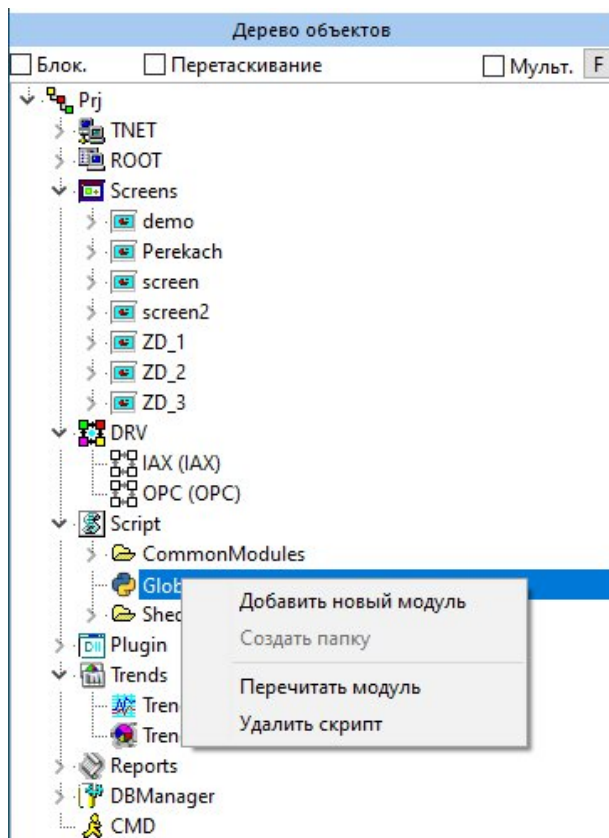 Дерево объектов
Блок. Перетаскивание Мульт. F
Prj
TNET
ROOT
Screens
demo
Perekach
screen
screen2
ZD_1
ZD_2
ZD_3
DRV
IAX (IAX)
OPC (OPC)
Script
CommonModules
Glob
Добавить новый модуль
Shed
Создать папку
Plugin
Trends
Перечитать модуль
Tren
Удалить скрипт
Tren
Reports
DBManager
CMD